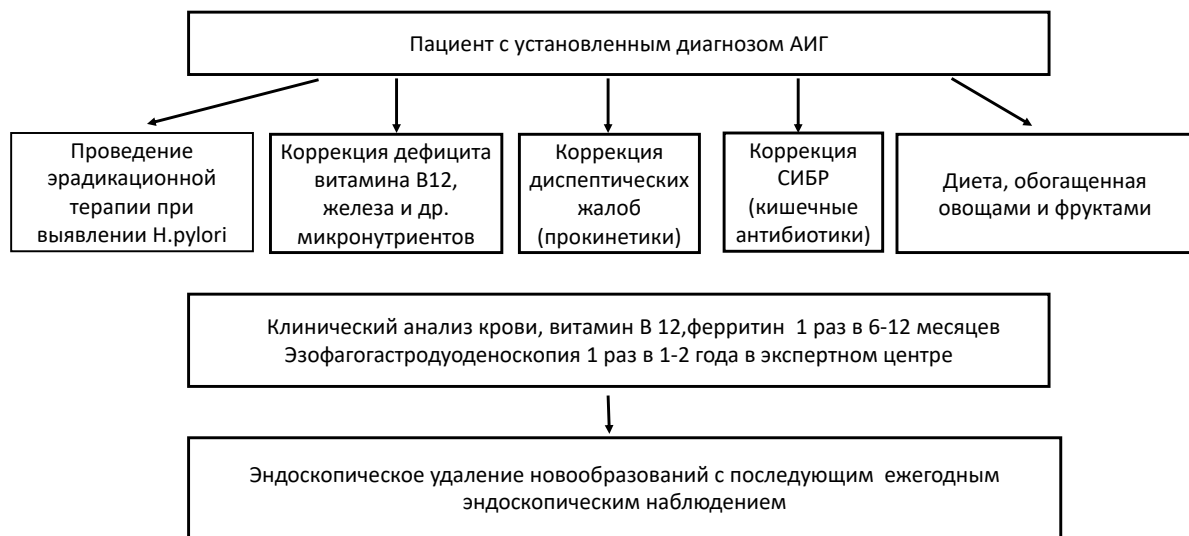 Пациент с установленным диагнозом АИГ
Проведение
эрадикационной
терапии при
выявлении H.pylori
Коррекция дефицита
витамина В12,
железа и др.
микронутриентов
Коррекция
диспептических
жалоб
(прокинетики)
Коррекция
СИБР
(кишечные
антибиотики)
Диета, обогащенная
овощами и фруктами
Клинический анализ крови, витамин В 12,ферритин 1 раз в 6-12 месяцев
Эзофагогастродуоденоскопия 1 раз в 1-2 года в экспертном центре
Эндоскопическое удаление новообразований с последующим ежегодным
эндоскопическим наблюдением